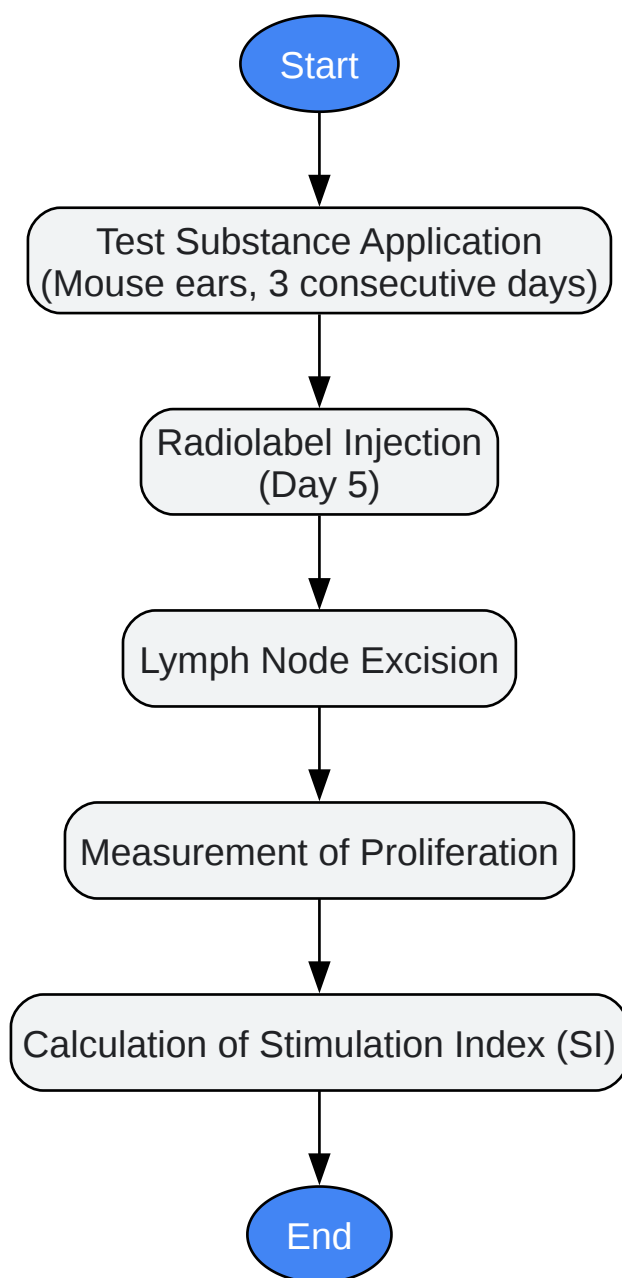 Start
Test Substance Application
(Mouse ears, 3 consecutive days)
Radiolabel Injection
(Day 5)
Lymph Node Excision
Measurement of Proliferation
Calculation of Stimulation Index (SI)
End